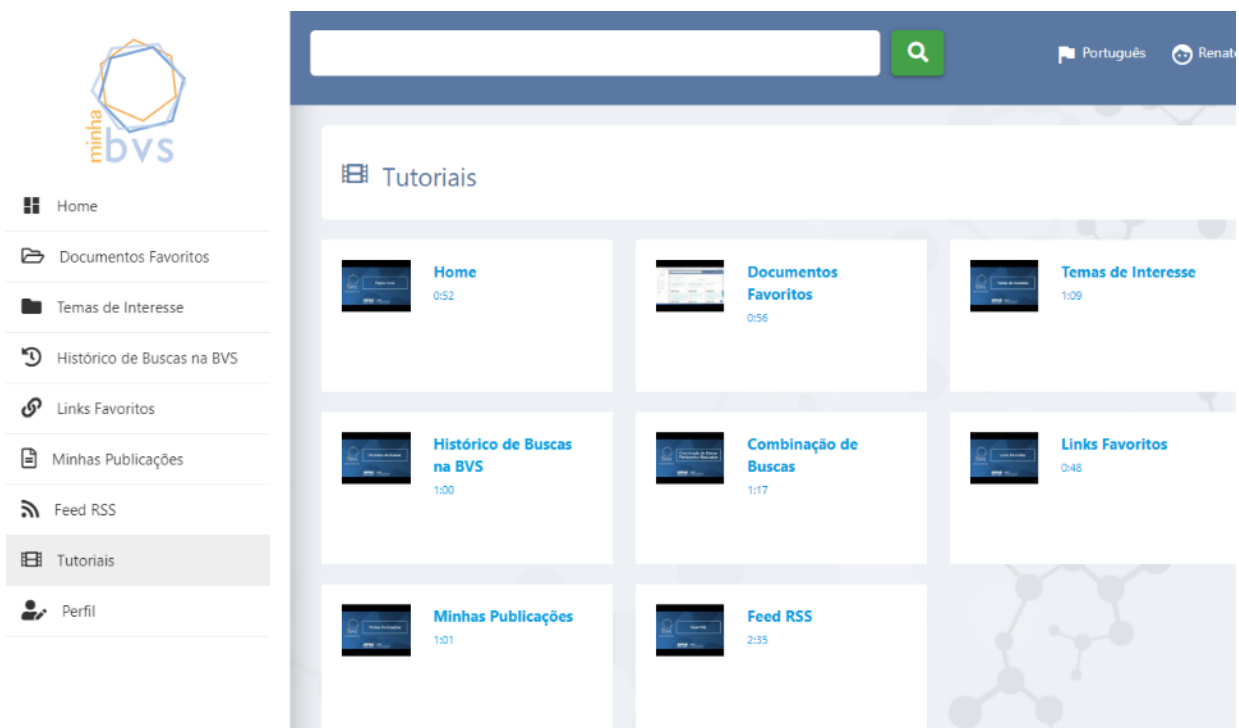 minha
bvs
Home
Documentos Favoritos
Temas de Interesse
Histórico de Buscas na BVS
Links Favoritos
Minhas Publicações
Feed RSS
Tutoriais
Perfil
Português
Renato
Tutoriais
Home
0:52
Documentos
Favoritos
0:56
Temas de Interesse
1:09
Histórico de Buscas
na BVS
1:00
Combinação de
Buscas
1:17
Links Favoritos
0:48
Minhas Publicações
1:01
Feed RSS
2:35